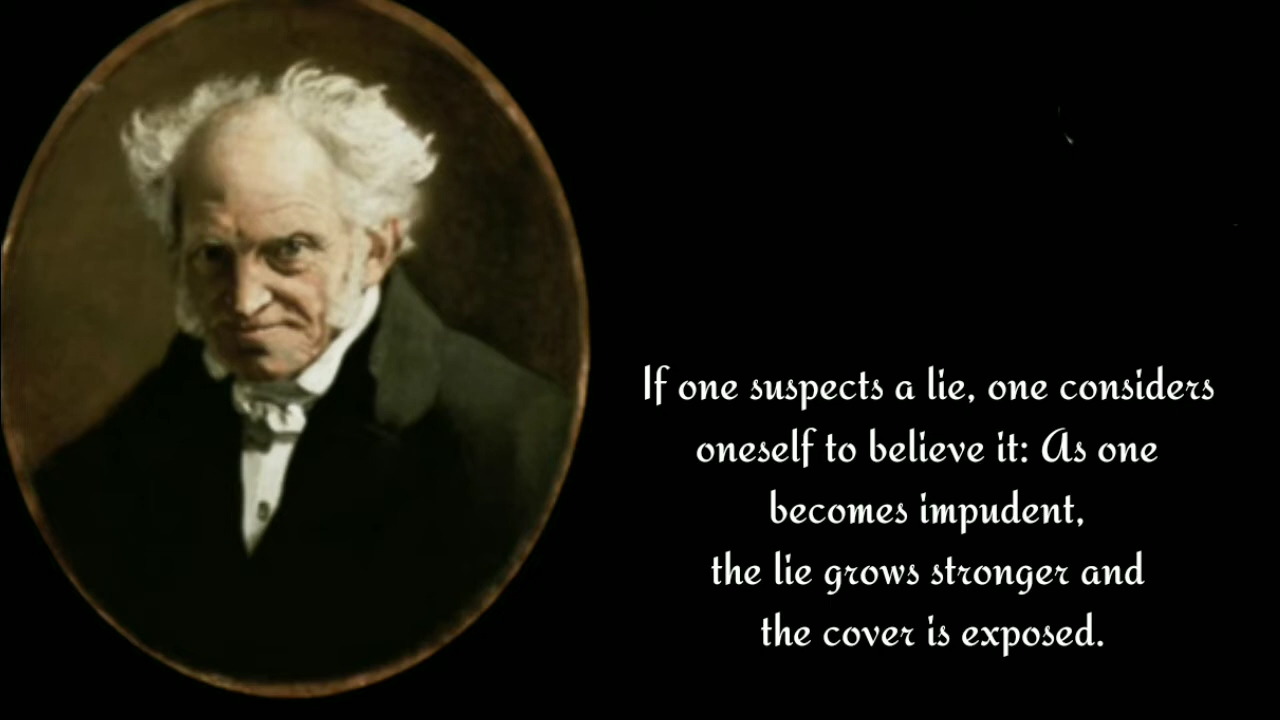 If one suspects a lie, one considers
oneself to believe it: As one
becomes impudent,
the lie grows stronger and
the cover is exposed.